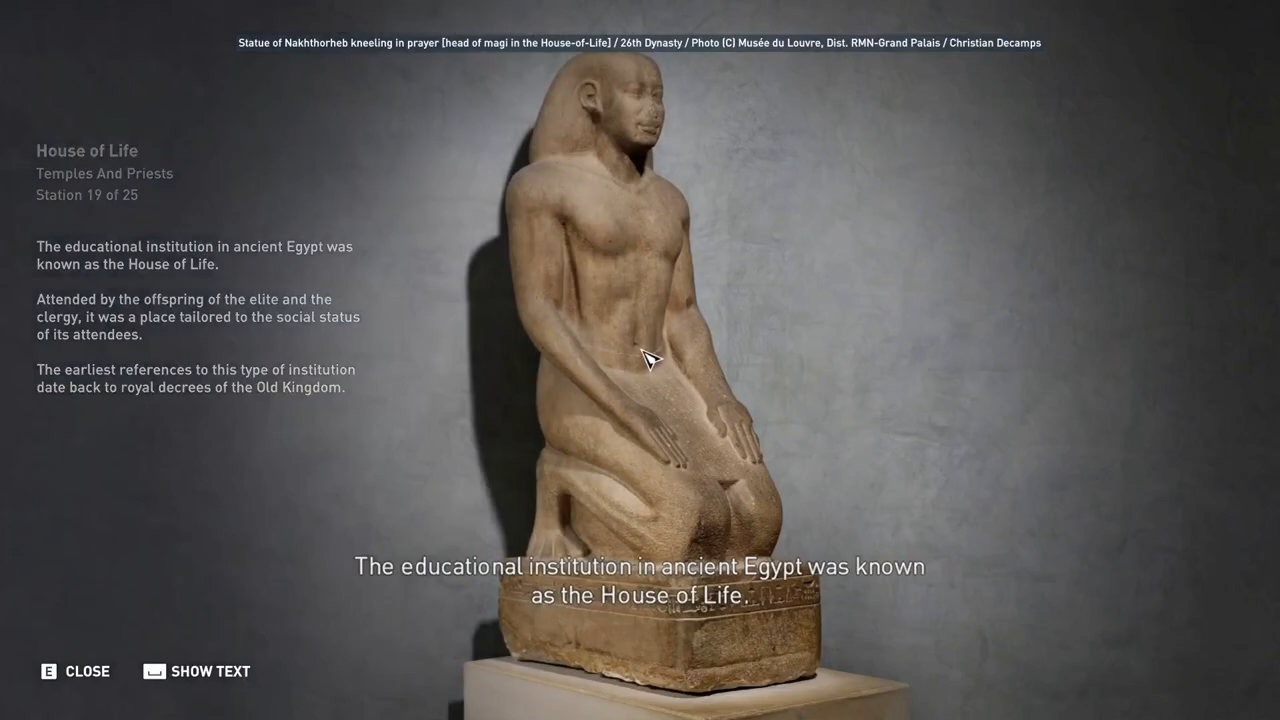 Statue of Nakhthorheb kneeling in prayer [head of magi in the House-of-Life] / 26th Dynasty / Photo (C) Musée du Louvre, Dist. RMN-Grand Palais / Christian Decamps
House of Life
Temples And Priests
Station 19 of 25
The educational institution in ancient Egypt was
known as the House of Life.
Attended by the offspring of the elite and the
clergy, it was a place tailored to the social status
of its attendees.
The earliest references to this type of institution
date back to royal decrees of the Old Kingdom.
The educational institution in ancient Egypt was known
as the House of Life.
E CLOSE
SHOW TEXT